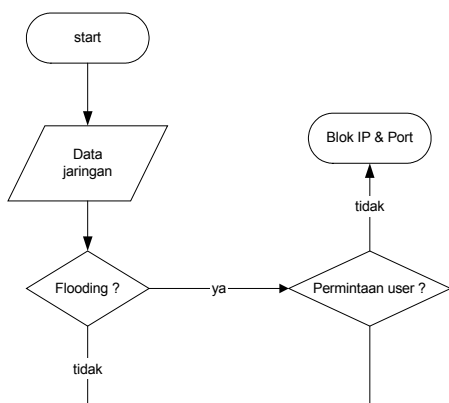 start
Data
jaringan
Blok IP & Port
tidak
Flooding ?
ya
Permintaan user ?
tidak